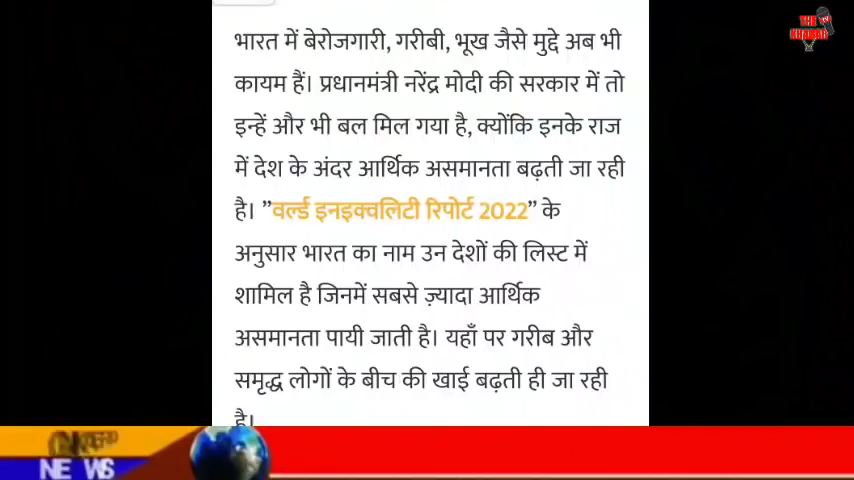 THE
KHABAR
भारत में बेरोजगारी, गरीबी, भूख जैसे मुद्दे अब भी
कायम हैं। प्रधानमंत्री नरेंद्र मोदी की सरकार में तो
इन्हें और भी बल मिल गया है, क्योंकि इनके राज
में देश के अंदर आर्थिक असमानता बढ़ती जा रही
है। ”वर्ल्ड इनइक्वलिटी रिपोर्ट 2022” के
अनुसार भारत का नाम उन देशों की लिस्ट में
शामिल है जिनमें सबसे ज़्यादा आर्थिक
असमानता पायी जाती है। यहाँ पर गरीब और
समृद्ध लोगों के बीच की खाई बढ़ती ही जा रही
है।
NEWS